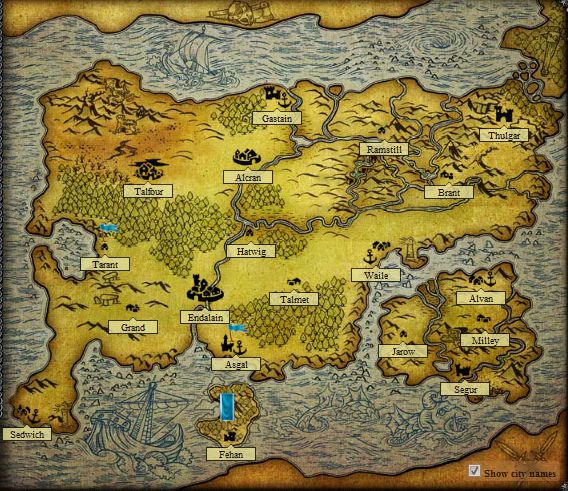 Gastain
Thulgar
Ramstill
Alcran
Talfour
Brant
Hatwig
Tarant
Waile
Talmet
Alvan
Endalain
Grand
Milley
Jarow
Asgal
Segur
Sedwich
Fehan
Show city names